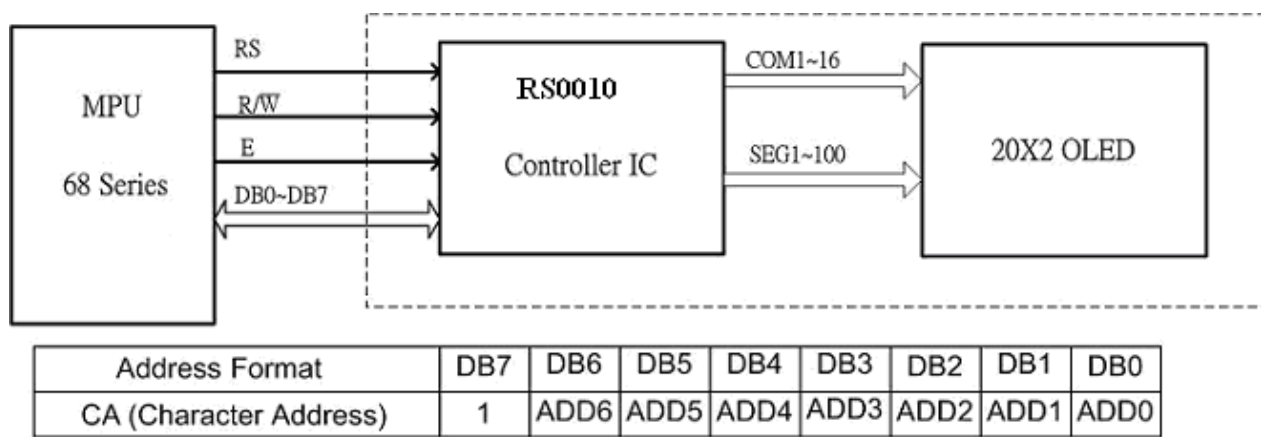 MPU
68 Series
RS
R/W̅
E
DB0~DB7
RS0010
Controller IC
COM1~16
SEG1~100
20X2 OLED
Address Format DB7 DB6 DB5 DB4 DB3 DB2 DB1 DB0
CA (Character Address) 1 ADD6 ADD5 ADD4 ADD3 ADD2 ADD1 ADD0